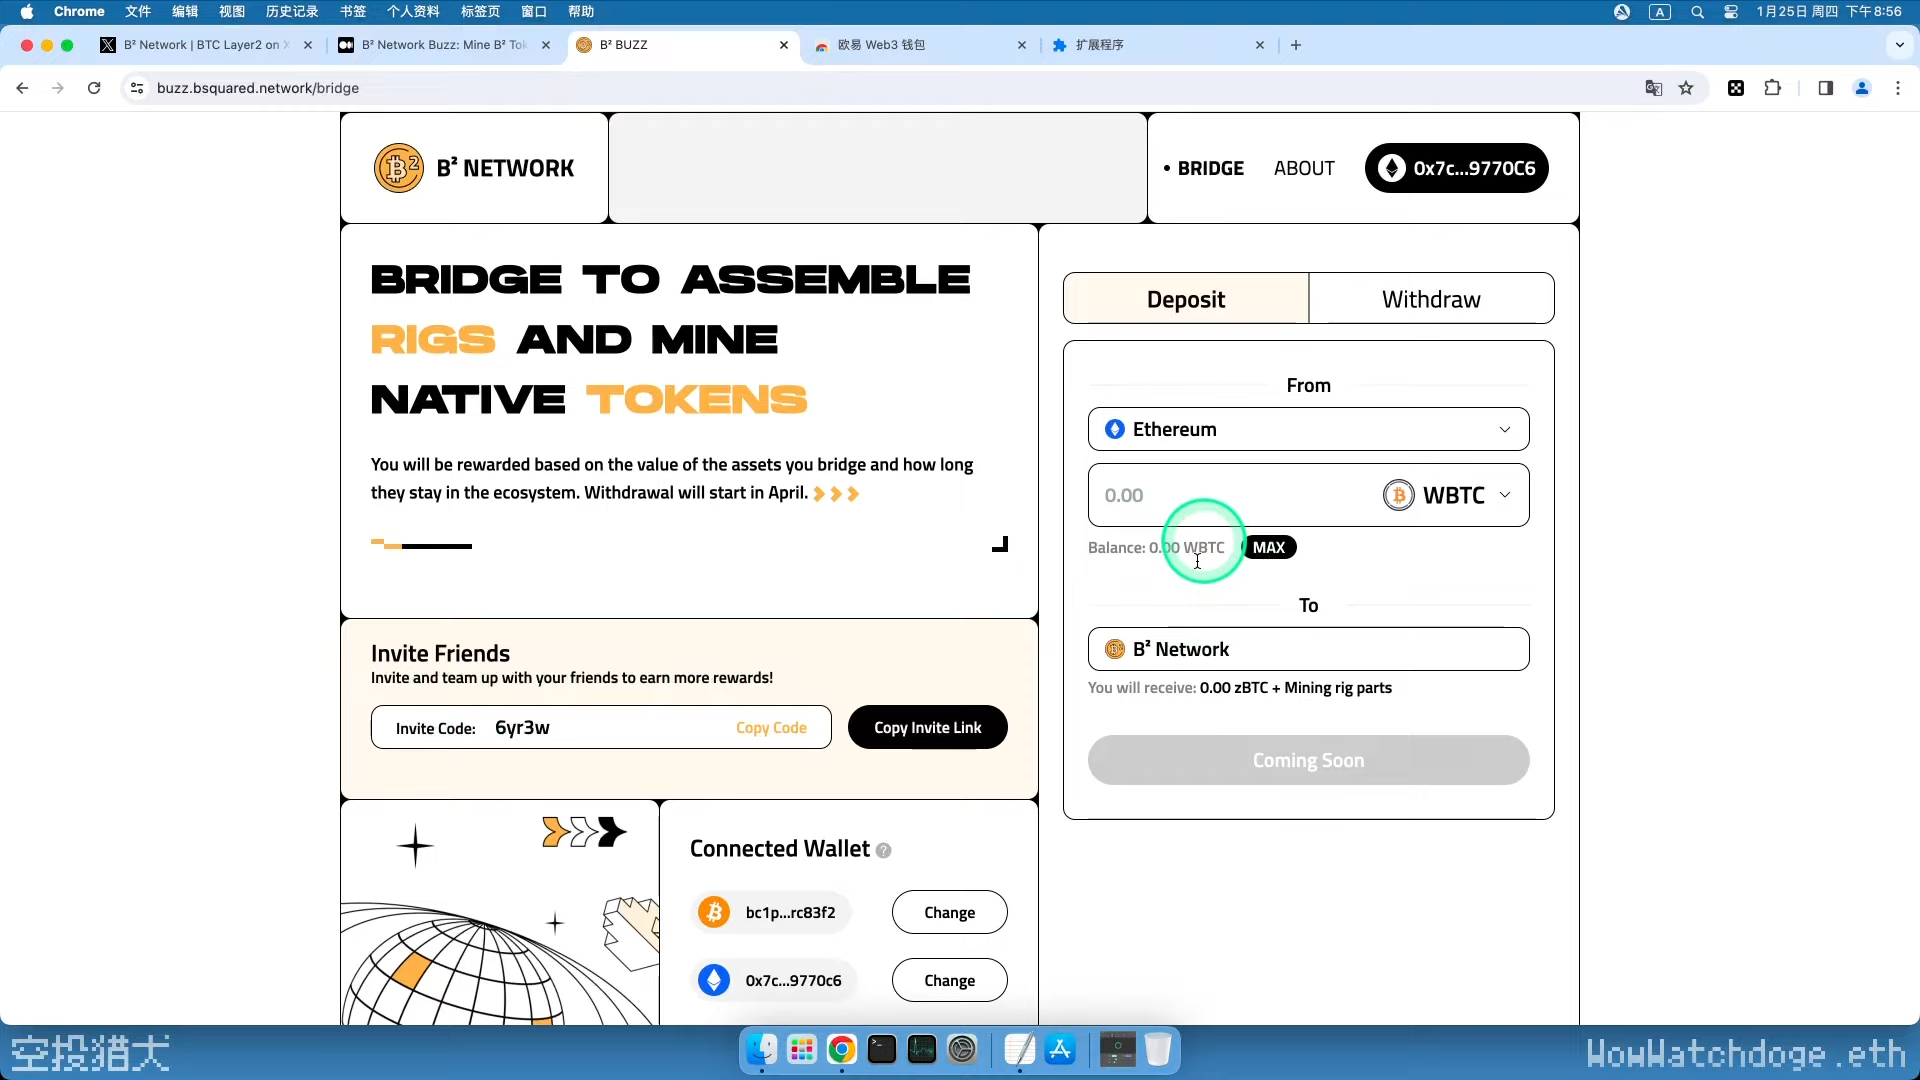 Chrome 文件 编辑 视图 历史记录 书签 个人资料 标签页 窗口 帮助 A 1月25日 周四 下午8:56
B² Network | BTC Layer2 on X B² Network Buzz: Mine B² Tok B² BUZZ 欧易 Web3 钱包 扩展程序
buzz.bsquared.network/bridge
B² NETWORK
• BRIDGE ABOUT 0x7c...9770C6
BRIDGE TO ASSEMBLE
RIGS AND MINE
NATIVE TOKENS
You will be rewarded based on the value of the assets you bridge and how long
they stay in the ecosystem. Withdrawal will start in April.
Invite Friends
Invite and team up with your friends to earn more rewards!
Invite Code: 6yr3w Copy Code Copy Invite Link
Connected Wallet ?
bc1p...rc83f2 Change
0x7c...9770c6 Change
Deposit Withdraw
From
Ethereum
0.00 WBTC
Balance: 0.00 WBTC MAX
To
B² Network
You will receive: 0.00 zBTC + Mining rig parts
Coming Soon
空投猎犬
WowWatchdoge.eth